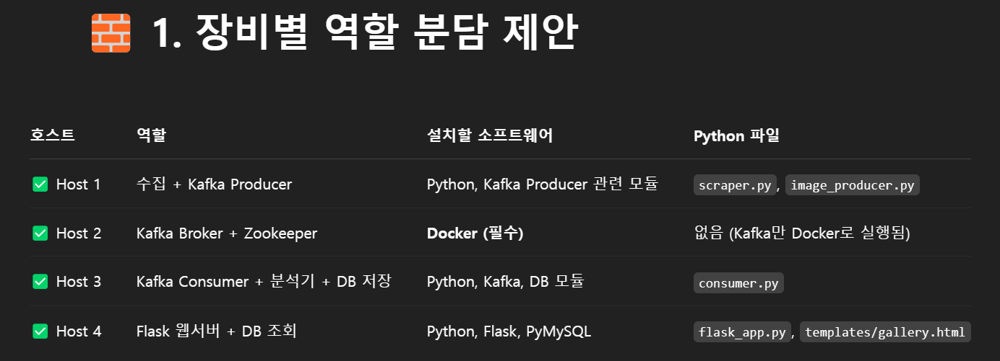 🧱 1. 장비별 역할 분담 제안
호스트 역할 설치할 소프트웨어 Python 파일
✅ Host 1 수집 + Kafka Producer Python, Kafka Producer 관련 모듈 scraper.py, image_producer.py
✅ Host 2 Kafka Broker + Zookeeper Docker (필수) 없음 (Kafka만 Docker로 실행됨)
✅ Host 3 Kafka Consumer + 분석기 + DB 저장 Python, Kafka, DB 모듈 consumer.py
✅ Host 4 Flask 웹서버 + DB 조회 Python, Flask, PyMySQL flask_app.py, templates/gallery.html